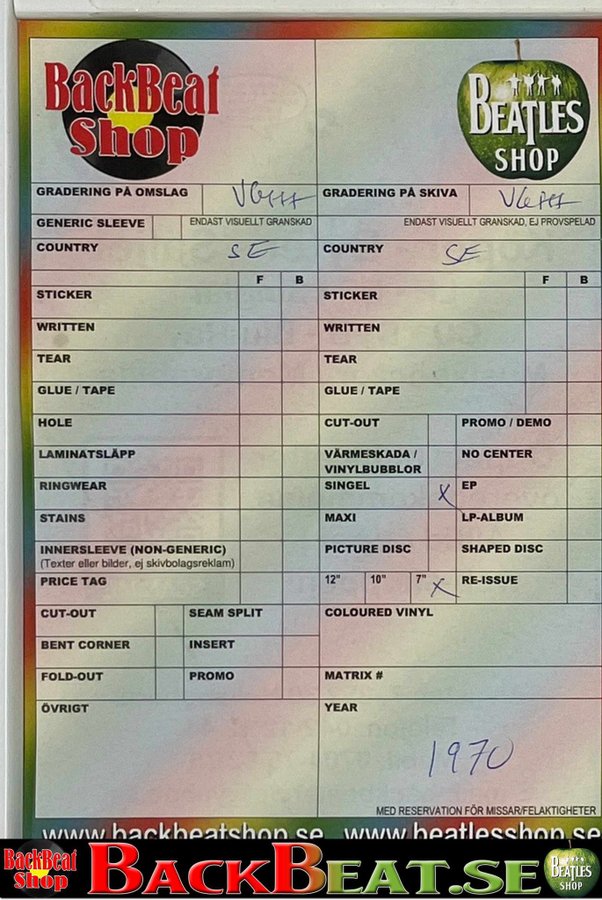 BackBeat
Shop
BEATLES
SHOP
GRADERING PÅ OMSLAG VG++ GRADERING PÅ SKIVA VG++
GENERIC SLEEVE ENDAST VISUELLT GRANSKAD ENDAST VISUELLT GRANSKAD, EJ PROVSPELAD
COUNTRY SE COUNTRY SE
F B F B
STICKER STICKER
WRITTEN WRITTEN
TEAR TEAR
GLUE / TAPE GLUE / TAPE
HOLE CUT-OUT PROMO / DEMO
LAMINATSLÄPP VÄRMESKADA / VINYLBUBBLOR NO CENTER
RINGWEAR SINGEL X EP
STAINS MAXI LP-ALBUM
INNERSLEEVE (NON-GENERIC) PICTURE DISC SHAPED DISC
(Texter eller bilder, ej skivbolagsreklam)
PRICE TAG 12" 10" 7" X RE-ISSUE
CUT-OUT SEAM SPLIT COLOURED VINYL
BENT CORNER INSERT
FOLD-OUT PROMO MATRIX #
ÖVRIGT YEAR
1970
MED RESERVATION FÖR MISSAR/FELAKTIGHETER
www.backbeatshop.se www.beatlesshop.se
BackBeat
Shop
BACKBEAT.SE
BEATLES
SHOP